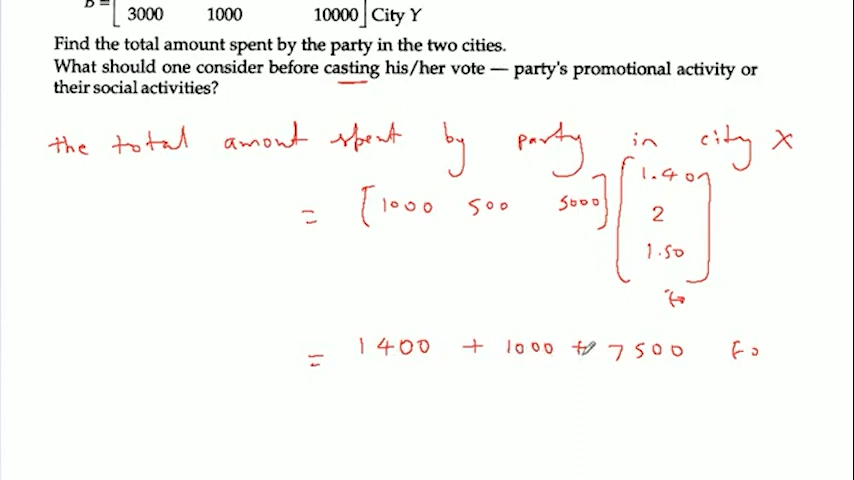 B = [ 3000 1000 10000 ] City Y
Find the total amount spent by the party in the two cities.
What should one consider before casting his/her vote — party's promotional activity or
their social activities?
the total amont spent by party in city X
= [1000 500 5000] [1.40
2
1.50]
= 1400 + 1000 + 7500